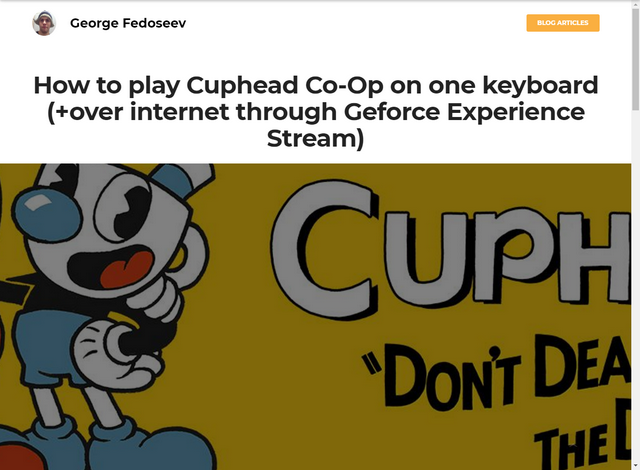 George Fedoseev
BLOG ARTICLES
How to play Cuphead Co-Op on one keyboard
(+over internet through Geforce Experience
Stream)
CUPH
"DON'T DEA
THE D